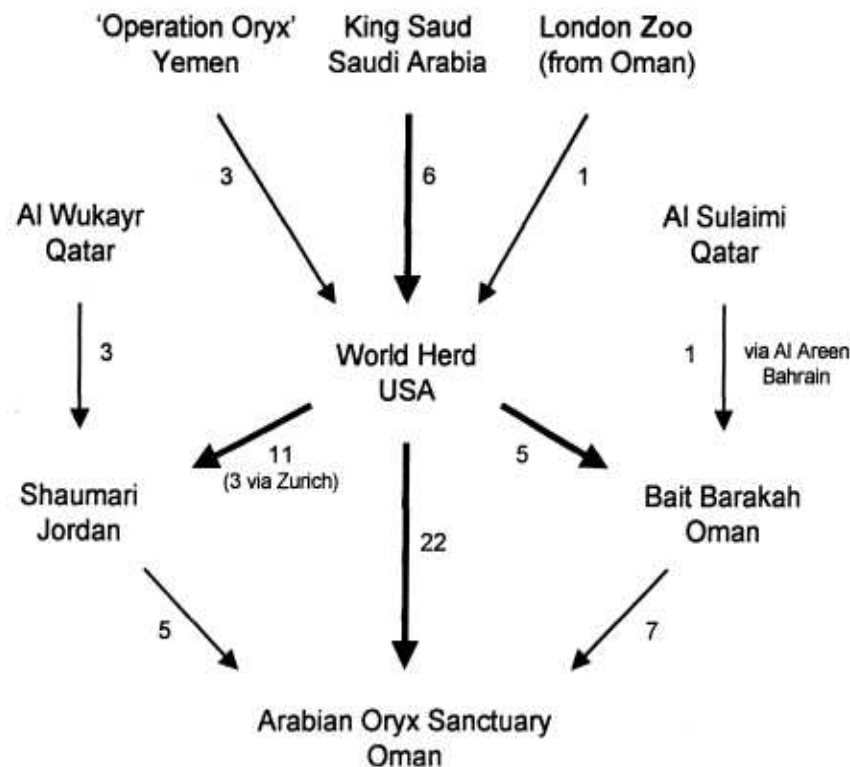 'Operation Oryx'
Yemen
King Saud
Saudi Arabia
London Zoo
(from Oman)
3
6
1
Al Wukayr
Qatar
Al Sulaimi
Qatar
3
World Herd
USA
1
via Al Areen
Bahrain
11
(3 via Zurich)
5
Shaumari
Jordan
22
Bait Barakah
Oman
5
7
Arabian Oryx Sanctuary
Oman